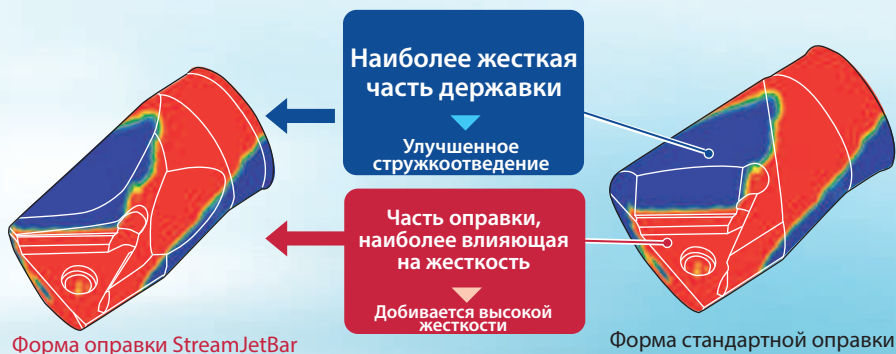 Наиболее жесткая
часть державки
Улучшенное
стружкоотведение
Часть оправки,
наиболее влияющая
на жесткость
Добивается высокой
жесткости
Форма оправки StreamJetBar
Форма стандартной оправки